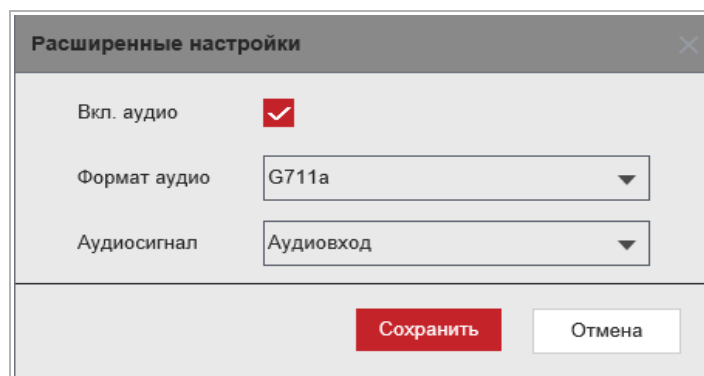 Расширенные настройки
Вкл. аудио
Формат аудио G711a
Аудиосигнал Аудиовход
Сохранить Отмена